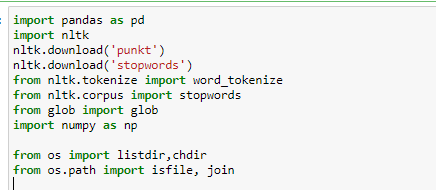 import pandas as pd
import nltk
nltk.download('punkt')
nltk.download('stopwords')
from nltk.tokenize import word_tokenize
from nltk.corpus import stopwords
from glob import glob
import numpy as np

from os import listdir,chdir
from os.path import isfile, join